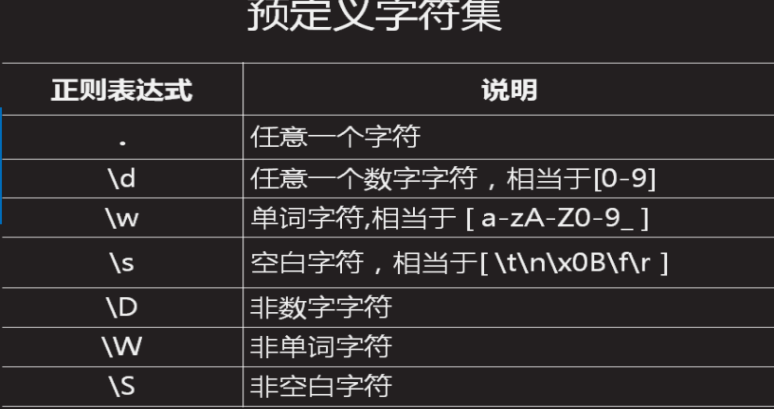 预定义字符集
正则表达式 说明
. 任意一个字符
\d 任意一个数字字符，相当于[0-9]
\w 单词字符,相当于 [ a-zA-Z0-9_ ]
\s 空白字符，相当于[ \t\n\x0B\f\r ]
\D 非数字字符
\W 非单词字符
\S 非空白字符